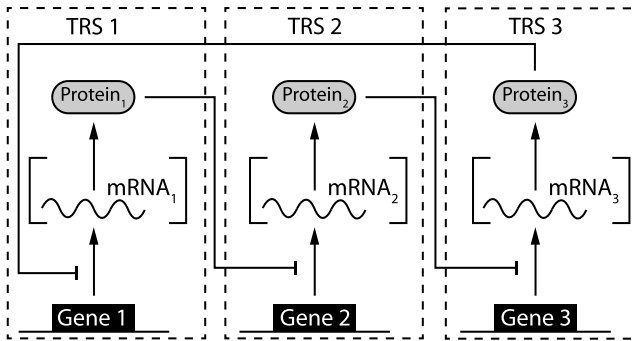 TRS 1 TRS 2 TRS 3
Protein₁ Protein₂ Protein₃
mRNA₁ mRNA₂ mRNA₃
Gene 1 Gene 2 Gene 3